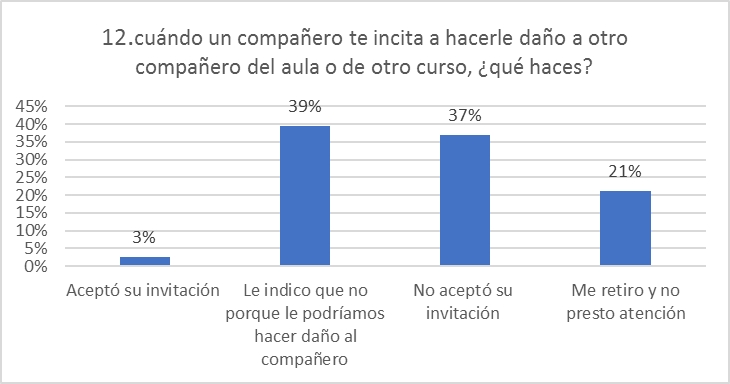 12.cuándo un compañero te incita a hacerle daño a otro
compañero del aula o de otro curso, ¿qué haces?
45%
40%
35%
30%
25%
20%
15%
10%
5%
0%
3%
39%
37%
21%
Aceptó su invitación
Le indico que no
porque le podríamos
hacer daño al
compañero
No aceptó su
invitación
Me retiro y no
presto atención